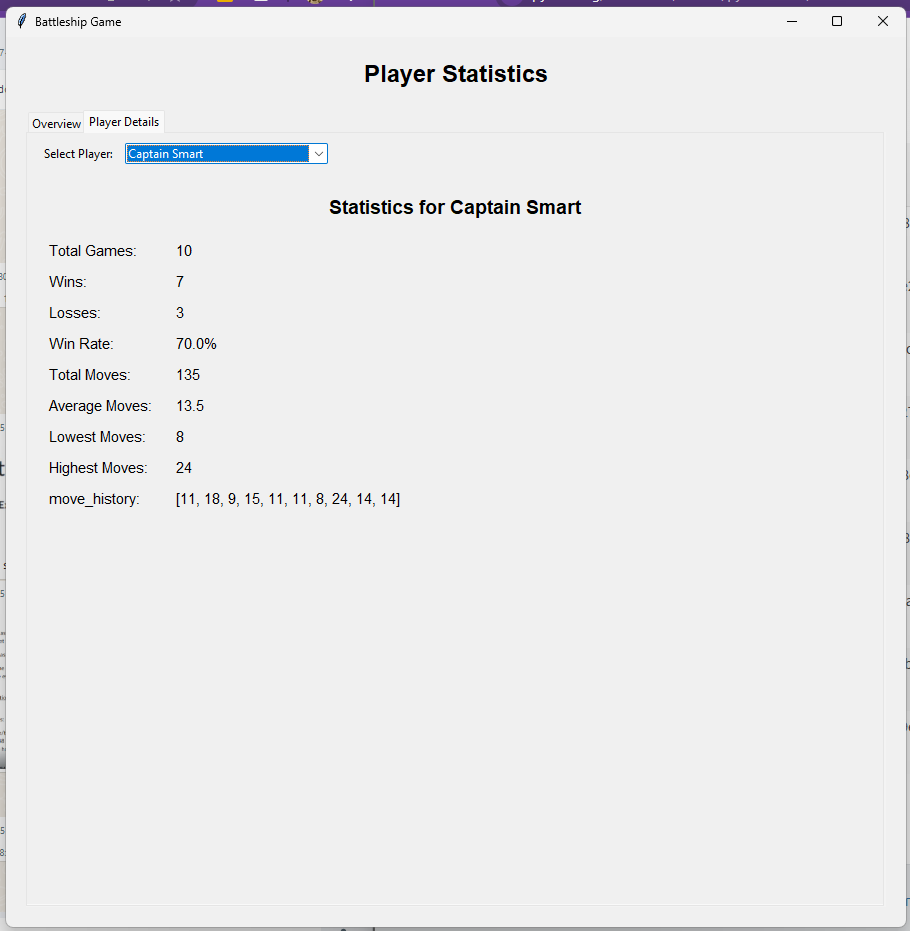 Battleship Game
Player Statistics
Overview Player Details
Select Player: Captain Smart
Statistics for Captain Smart
Total Games: 10
Wins: 7
Losses: 3
Win Rate: 70.0%
Total Moves: 135
Average Moves: 13.5
Lowest Moves: 8
Highest Moves: 24
move_history: [11, 18, 9, 15, 11, 11, 8, 24, 14, 14]